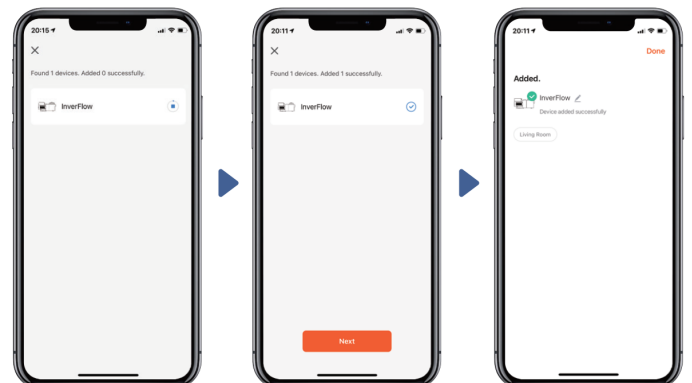 20:15
Found 1 devices. Added 0 successfully.
InverFlow
20:11
Found 1 devices. Added 1 successfully.
InverFlow
Next
20:11
Done
Added.
InverFlow
Device added successfully
Living Room